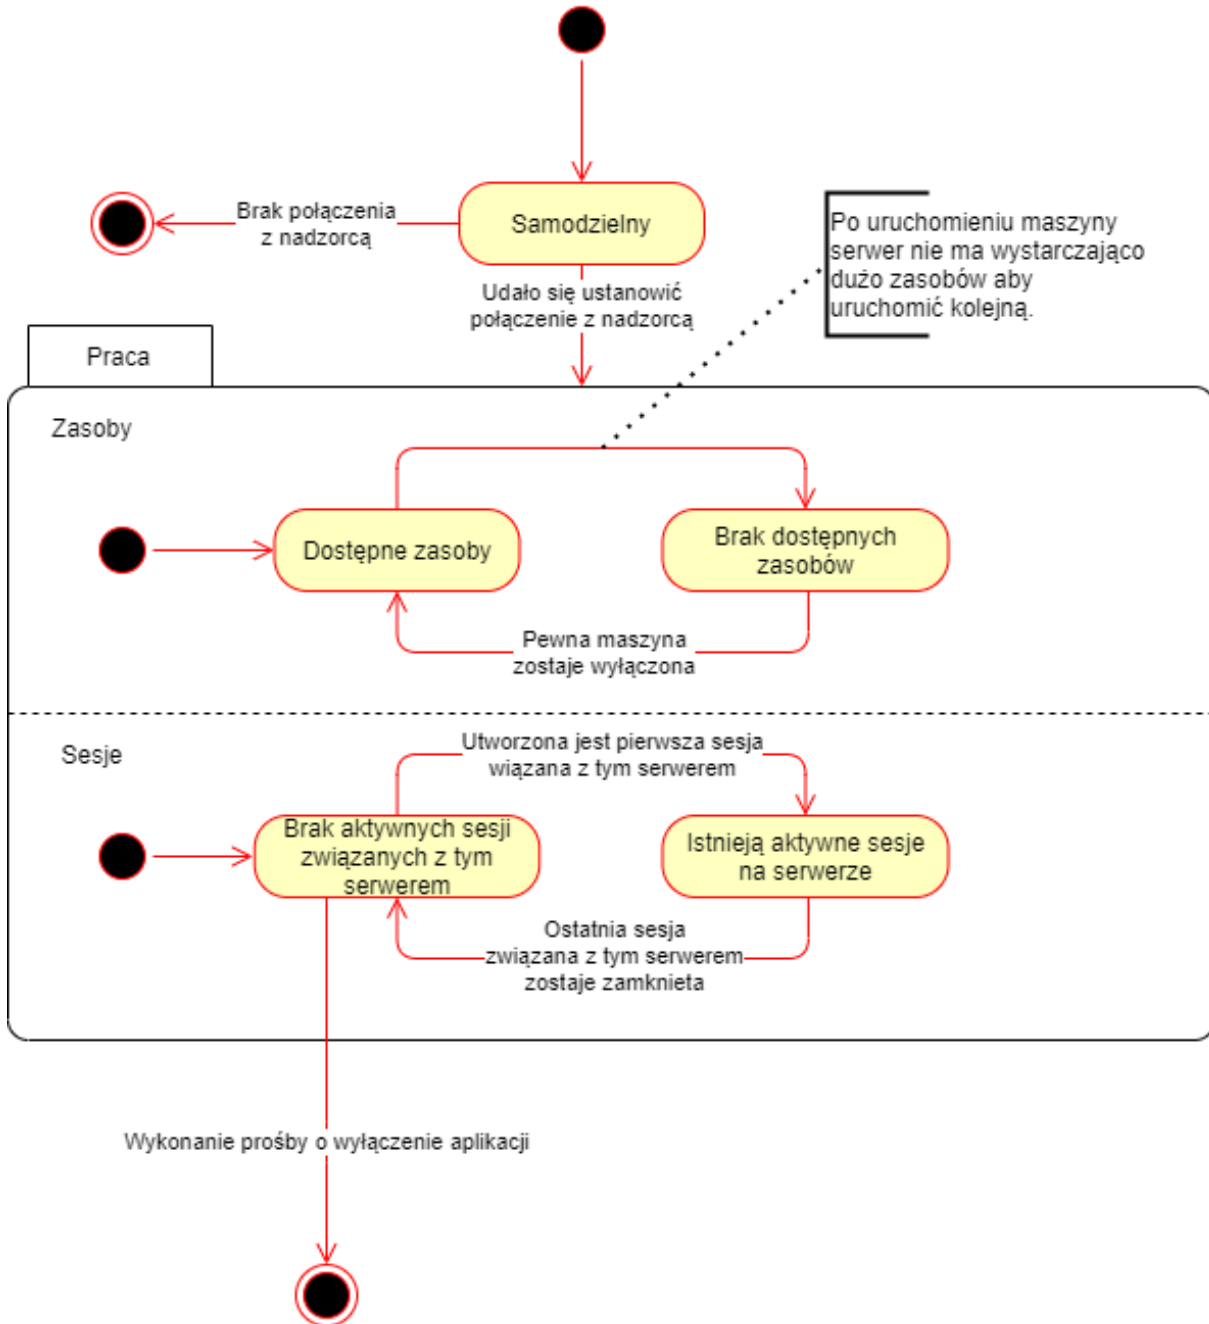 Brak połączenia
z nadzorcą
Samodzielny
Po uruchomieniu maszyny
serwer nie ma wystarczająco
dużo zasobów aby
uruchomić kolejną.
Udało się ustanowić
połączenie z nadzorcą
Praca
Zasoby
Dostępne zasoby
Brak dostępnych
zasobów
Pewna maszyna
zostaje wyłączona
Sesje
Utworzona jest pierwsza sesja
wiązana z tym serwerem
Brak aktywnych sesji
związanych z tym
serwerem
Istnieją aktywne sesje
na serwerze
Ostatnia sesja
związana z tym serwerem
zostaje zamknieta
Wykonanie prośby o wyłączenie aplikacji